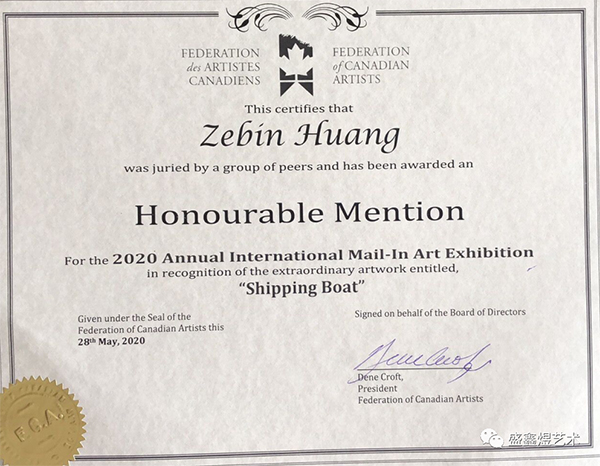 FEDERATION
des ARTISTES
CANADIENS
FEDERATION
of CANADIAN
ARTISTS
This certifies that
Zebin Huang
was juried by a group of peers and has been awarded an
Honourable Mention
For the 2020 Annual International Mail-In Art Exhibition
in recognition of the extraordinary artwork entitled,
“Shipping Boat”
Given under the Seal of the
Federation of Canadian Artists this
28th May, 2020
Signed on behalf of the Board of Directors
Dene Croft
Dene Croft,
President
Federation of Canadian Artists
F.C.A.
盛鑫煜艺术